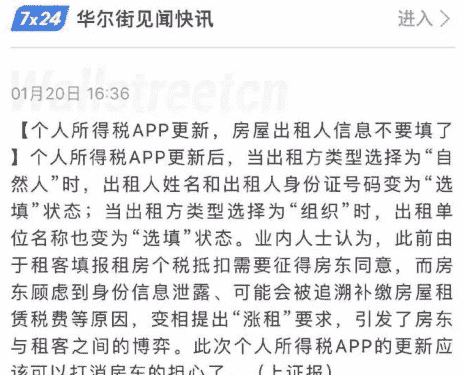 7x24 华尔街见闻快讯 进入 >
Wallstreetcn
01月20日 16:36
【个人所得税APP更新，房屋出租人信息不要填了
】个人所得税APP更新后，当出租方类型选择为“自
然人”时，出租人姓名和出租人身份证号码变为“选
填”状态；当出租方类型选择为“组织”时，出租单
位名称也变为“选填”状态。业内人士认为，此前由
于租客填报租房个税抵扣需要征得房东同意，而房
东顾虑到身份信息泄露、可能会被追溯补缴房屋租
赁税费等原因，变相提出“涨租”要求，引发了房东
与租客之间的博弈。此次个人所得税APP的更新应
该可以打消房东的担心了。（上证报）